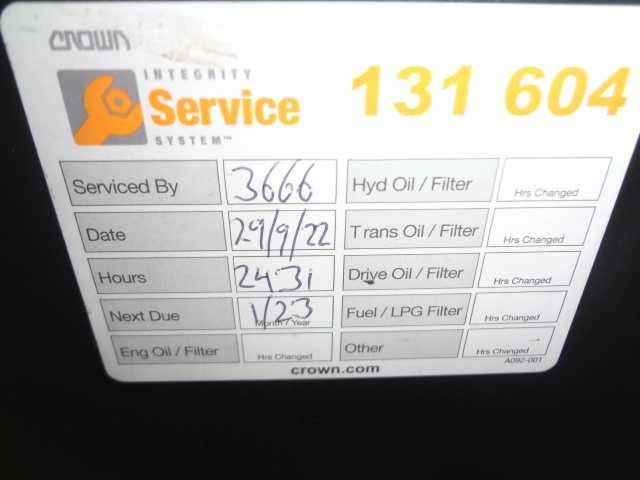 CROWN
INTEGRITY
Service
SYSTEM™
131 604
Serviced By 3666 Hyd Oil / Filter Hrs Changed
Date 29/9/22 Trans Oil / Filter Hrs Changed
Hours 2431 Drive Oil / Filter Hrs Changed
Next Due 1/23 Month / Year Fuel / LPG Filter Hrs Changed
Eng Oil / Filter Hrs Changed Other Hrs Changed
crown.com
A092-001